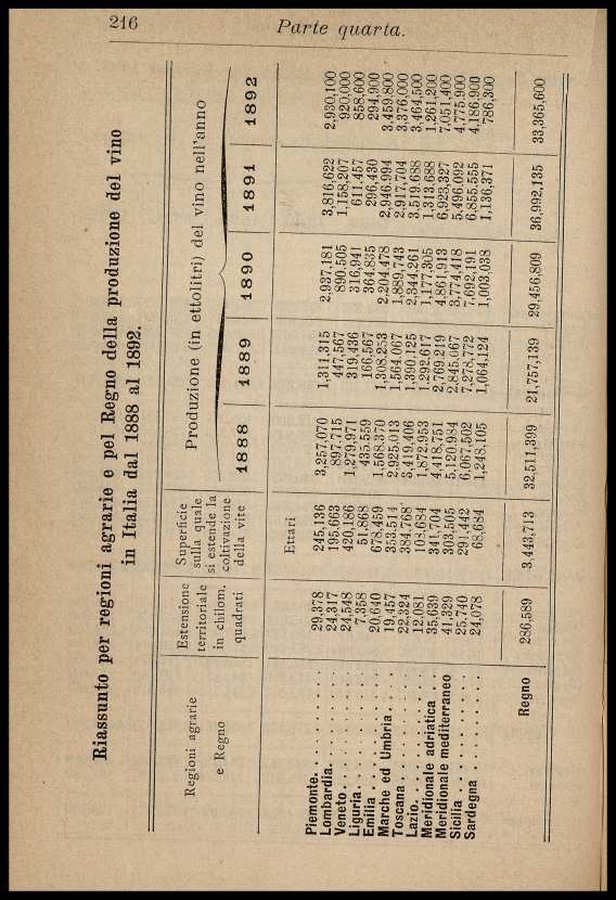 216
Parte quarta.
Riassunto per regioni agrarie e pel Regno della produzione del vino
in Italia dal 1888 al 1892.
Regioni agrarie
e Regno
Estensione
territoriale
in chilom.
quadrati
Superficie
sulla quale
si estende la
coltivazione
della vite
Produzione (in ettolitri) del vino nell'anno
1888 1889 1890 1891 1892
Ettari
Piemonte. . . . . . . . . . . 29,378 245,136 3,257,070 1,311,315 2,937,181 3,816,622 2,930,100
Lombardia. . . . . . . . . . 24,317 195,663 897,715 447,567 890,505 1,158,207 920,000
Veneto . . . . . . . . . . . 24,548 420,186 1,279,971 319,436 316,941 611,457 858,600
Liguria. . . . . . . . . . . 7,358 51,868 435,559 166,567 364,835 296,430 294,900
Emilia . . . . . . . . . . . 20,640 678,459 1,568,370 1,308,253 2,204,478 2,946,994 3,459,800
Marche ed Umbria. . . . 19,457 353,514 2,925,013 1,564,067 1,889,743 2,917,704 3,376,000
Toscana . . . . . . . . . . 22,324 384,768 3,419,406 1,390,125 2,344,261 3,519,688 3,464,500
Lazio. . . . . . . . . . . . 12,081 108,684 1,872,953 1,292,617 1,177,305 1,313,688 1,261,200
Meridionale adriatica . . 35,639 341,704 4,418,751 2,769,219 4,861,913 6,923,327 7,051,400
Meridionale mediterraneo 41,329 303,505 5,120,984 2,845,067 3,774,418 5,496,092 4,775,900
Sicilia . . . . . . . . . . . 25,740 291,442 6,067,502 7,278,772 7,692,191 6,855,555 4,186,900
Sardegna . . . . . . . . . . 24,078 68,684 1,248,105 1,064,124 1,003,038 1,136,371 786,300
Regno 286,589 3,443,713 32,511,399 21,757,139 29,456,809 36,992,135 33,365,600